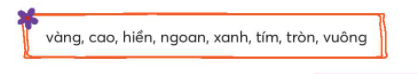 vàng, cao, hiền, ngoan, xanh, tím, tròn, vuông